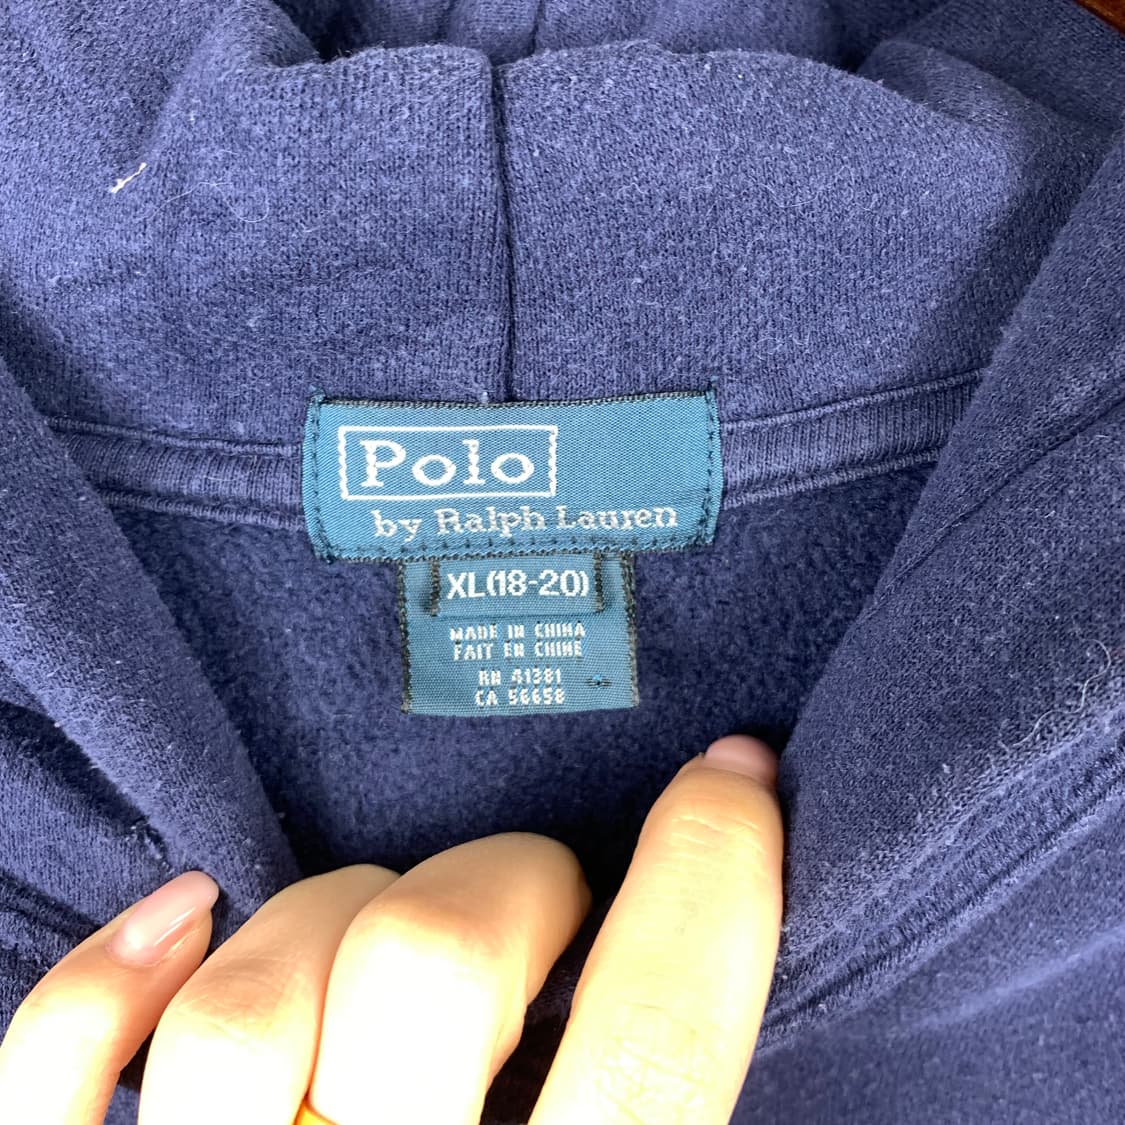 Polo
by Ralph Lauren
XL(18-20)
MADE IN CHINA
FAIT EN CHINE
RN 41381
CA 56658